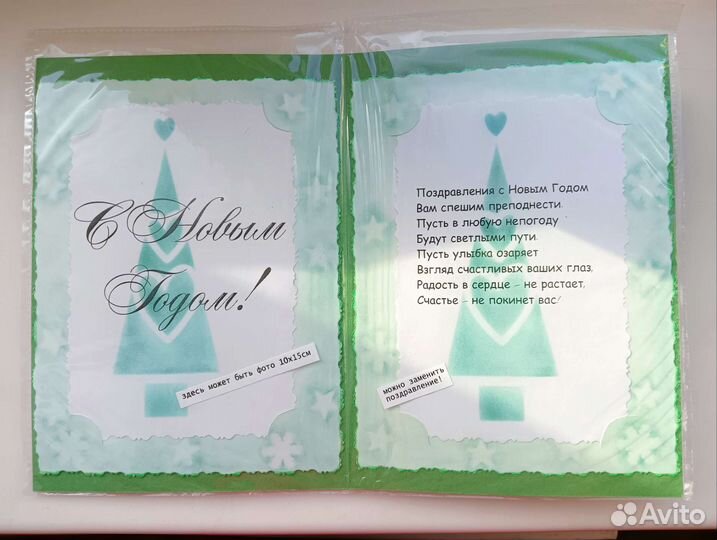 С Новым
Годом!
здесь может быть фото 10х15см
Поздравления с Новым Годом
Вам спешим преподнести.
Пусть в любую непогоду
Будут светлыми пути.
Пусть улыбка озаряет
Взгляд счастливых ваших глаз,
Радость в сердце - не растает,
Счастье - не покинет вас!
можно заменить
поздравление!
Avito